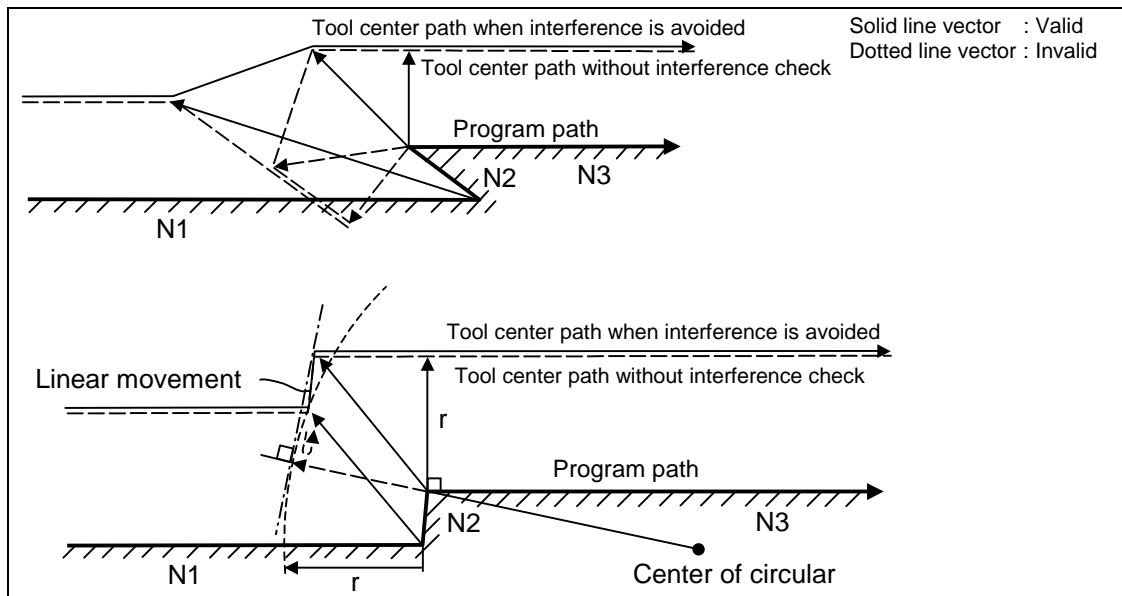 Tool center path when interference is avoided
Solid line vector : Valid
Dotted line vector : Invalid
Tool center path without interference check
Program path
N2
N3
N1
Tool center path when interference is avoided
Linear movement
Tool center path without interference check
r
Program path
N2
N3
N1
r
Center of circular